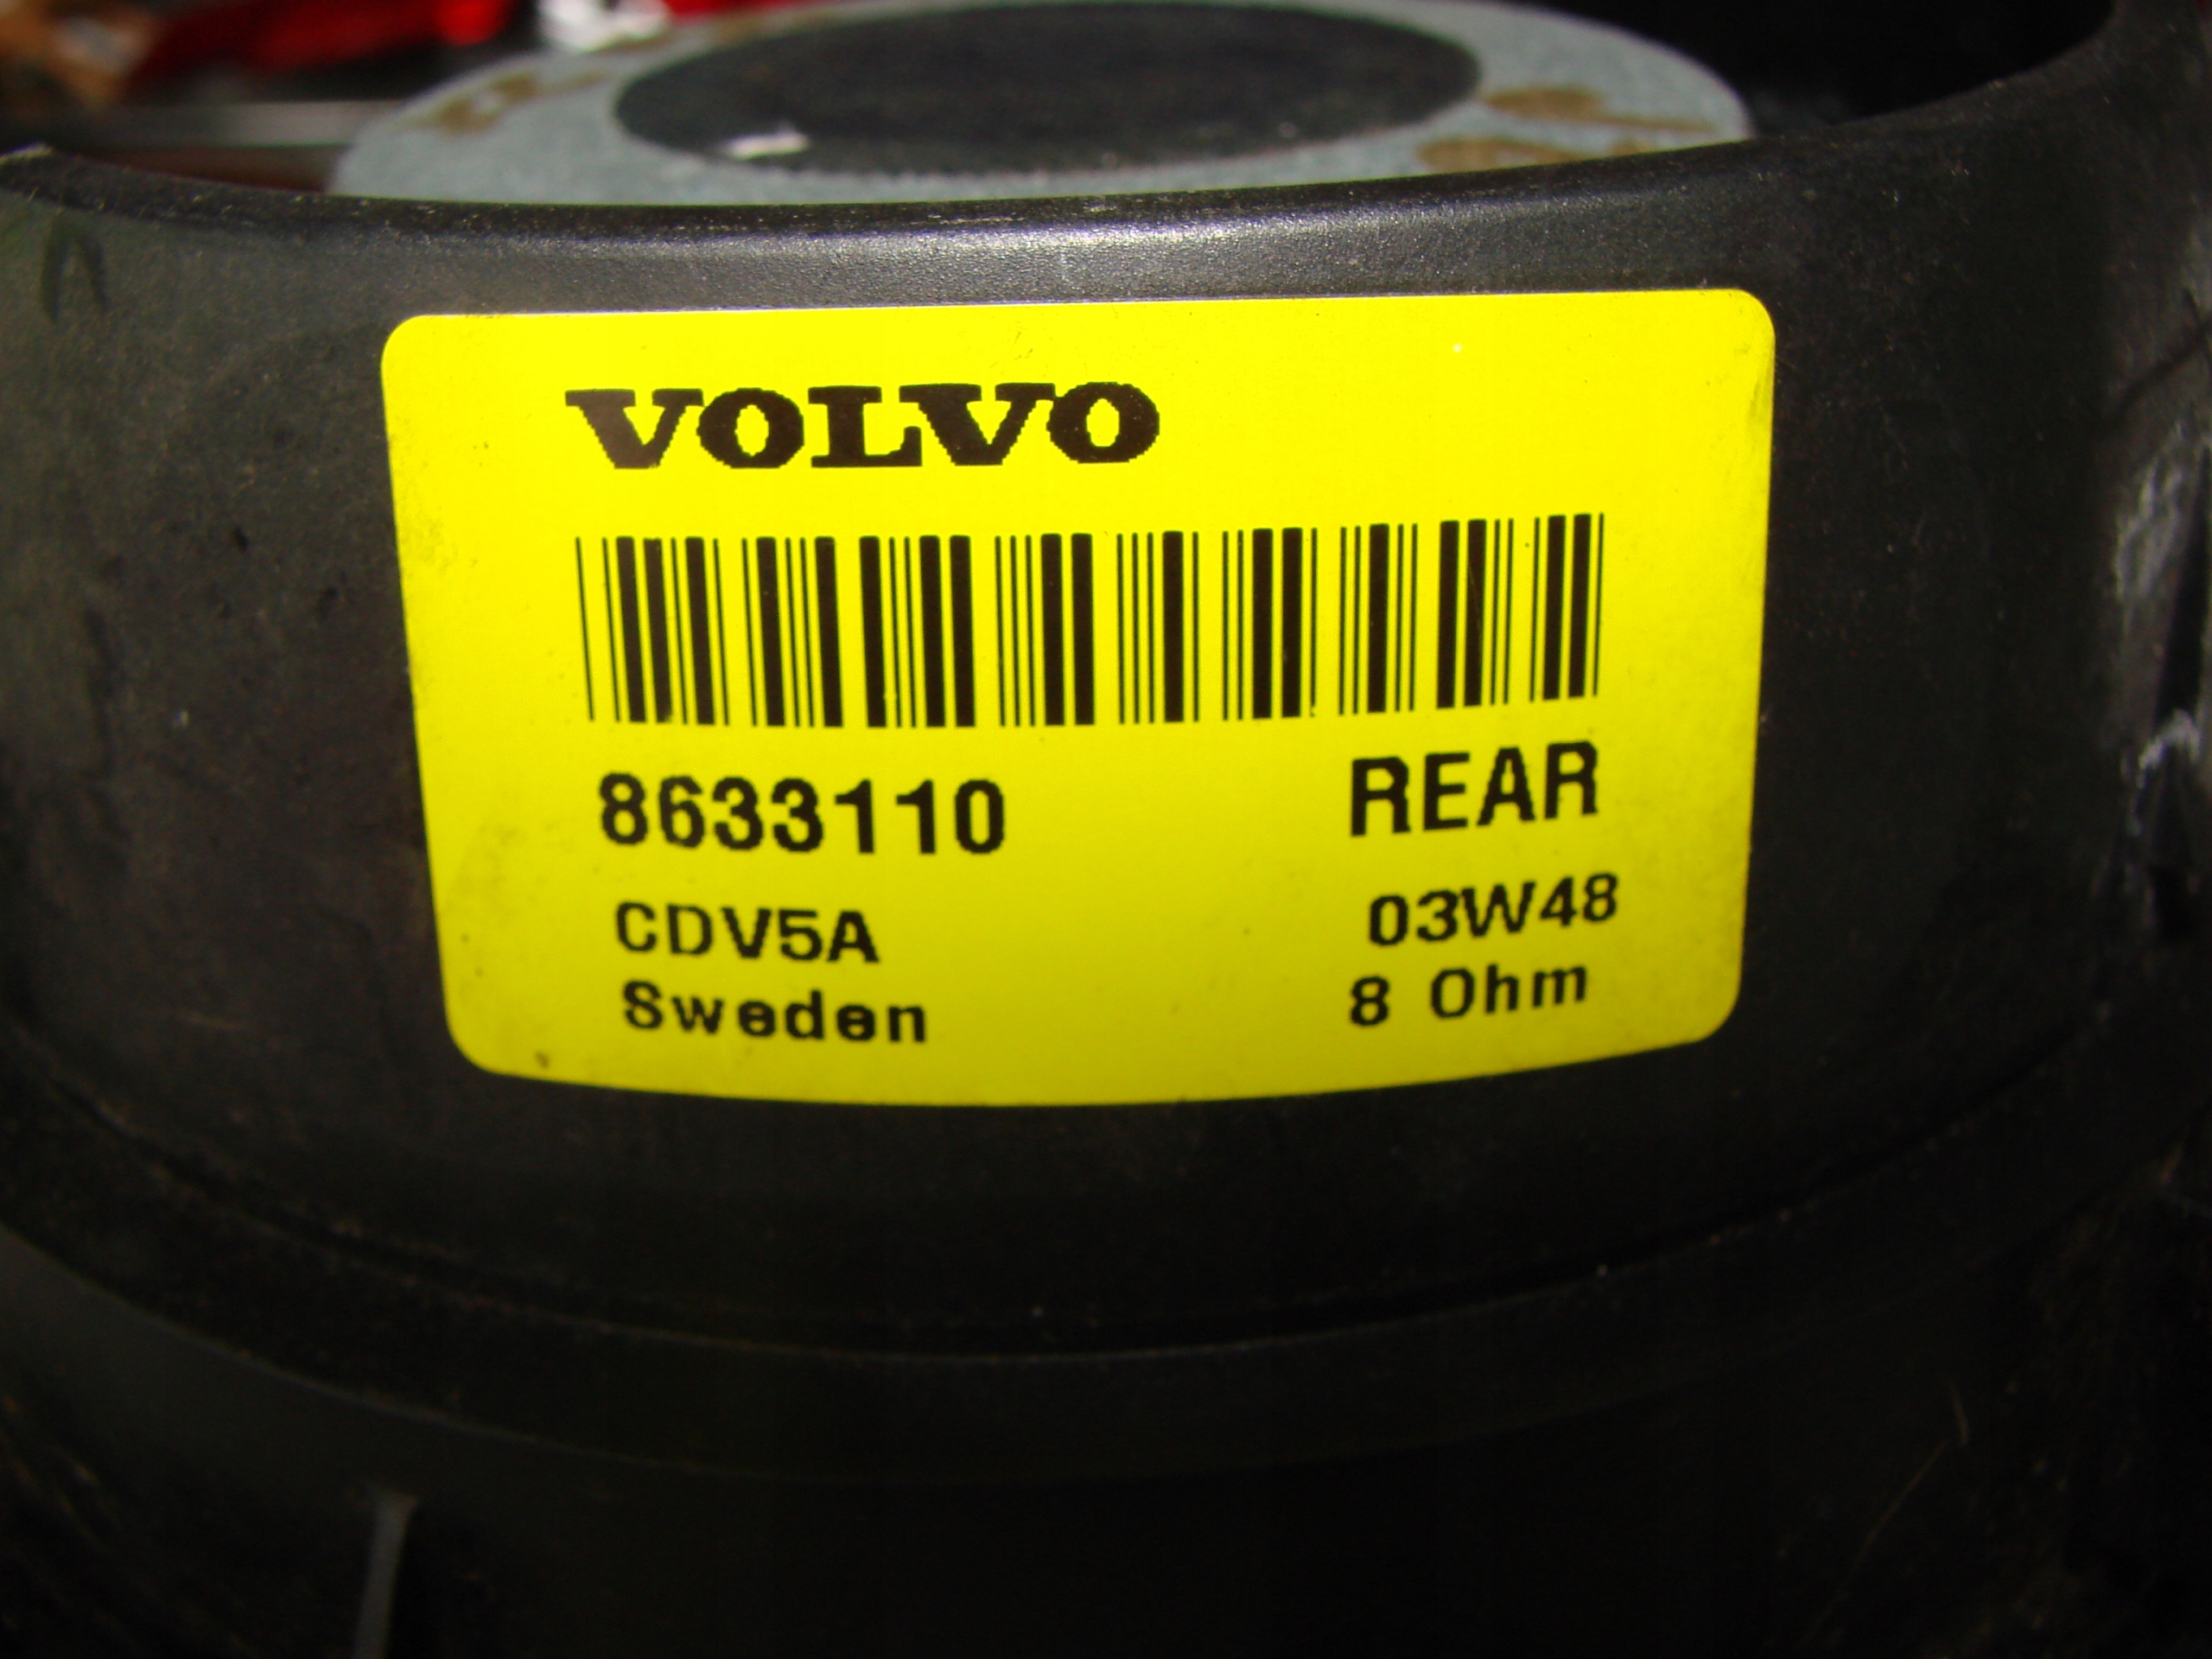 VOLVO
8633110 REAR
CDV5A 03W48
Sweden 8 Ohm